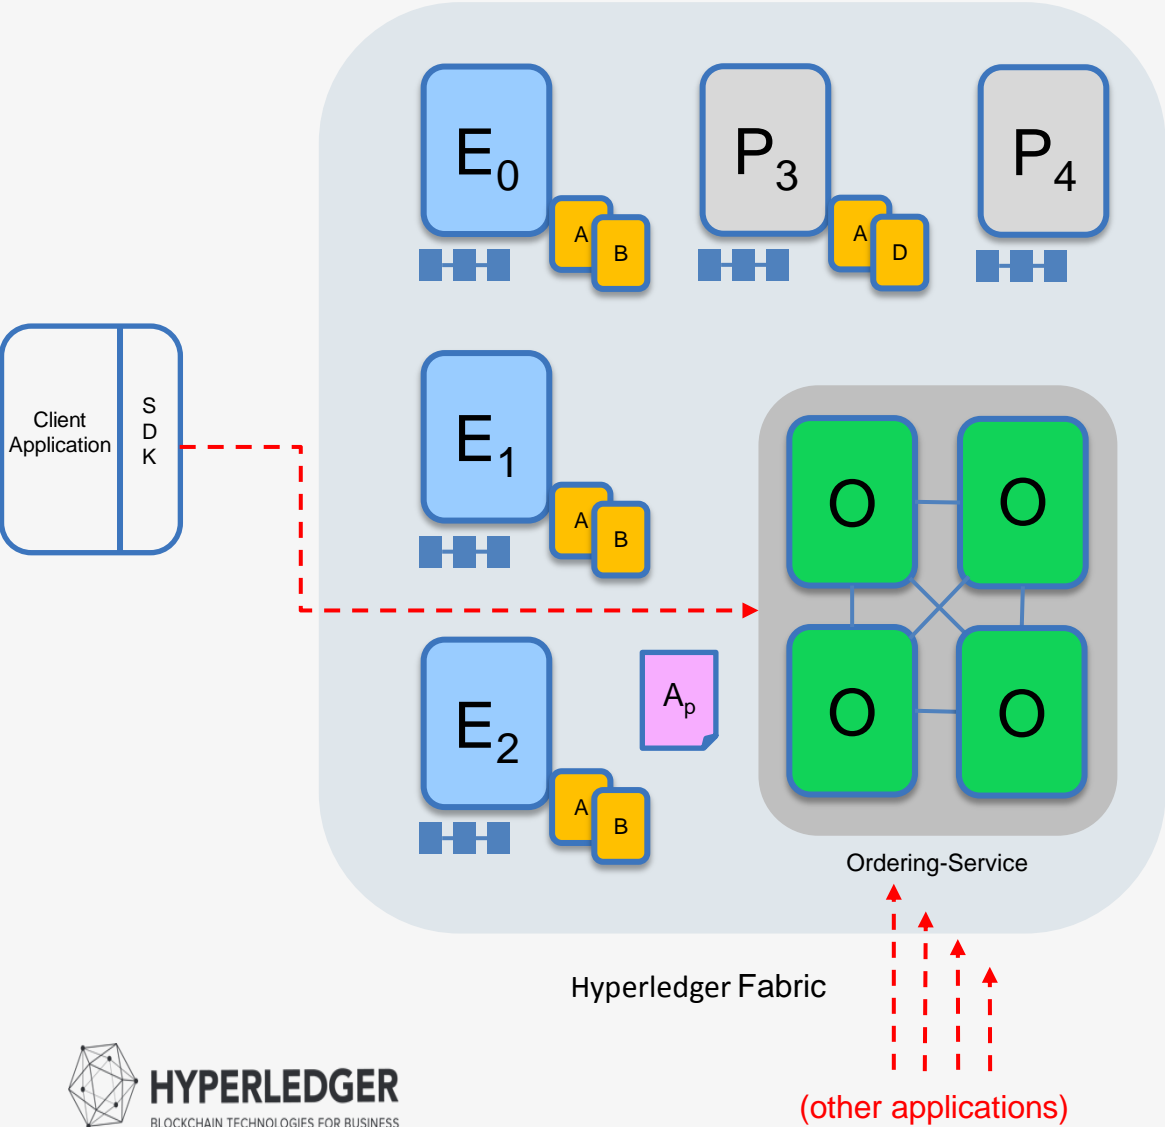 E0
P3
P4
A
B
A
D
Client
Application
S
D
K
E1
A
B
O
O
E2
A
B
Ap
O
O
Ordering-Service
Hyperledger Fabric
HYPERLEDGER
BLOCKCHAIN TECHNOLOGIES FOR BUSINESS
(other applications)